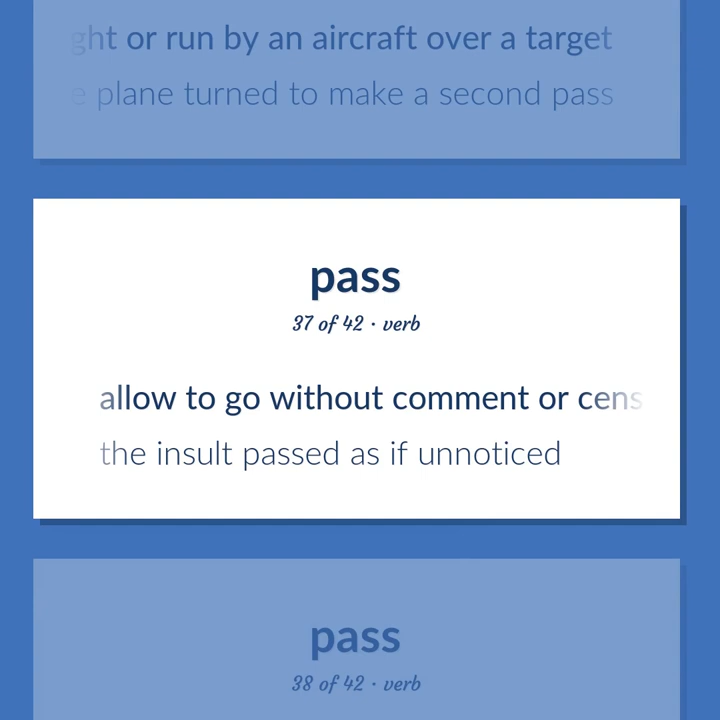 or run by an aircraft over a target
plane turned to make a second pass
pass
37 of 42 · verb
allow to go without comment or
the insult passed as if unnoticed
pass
38 of 42 · verb